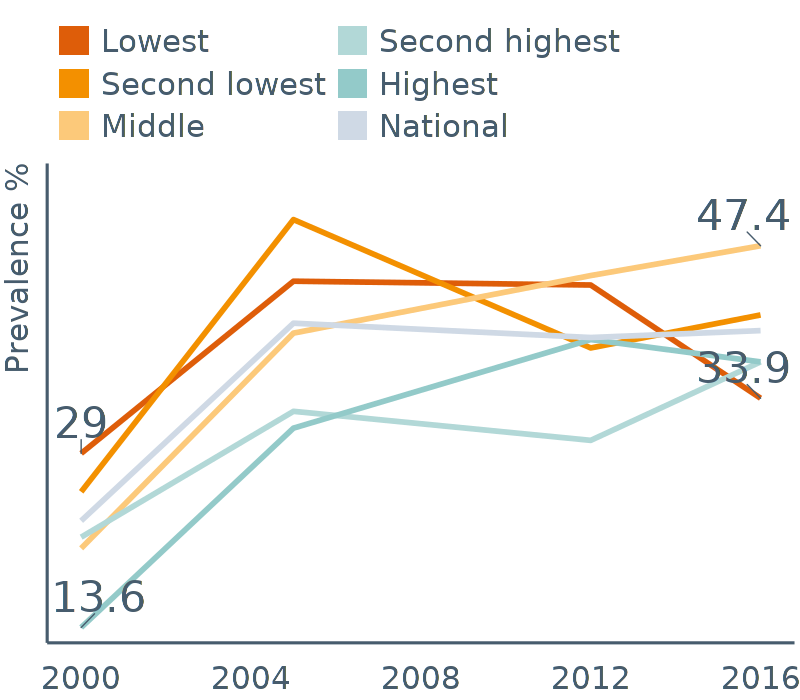 Lowest
Second lowest
Middle
Second highest
Highest
National
Prevalence %
47.4
33.9
29
13.6
2000 2004 2008 2012 2016